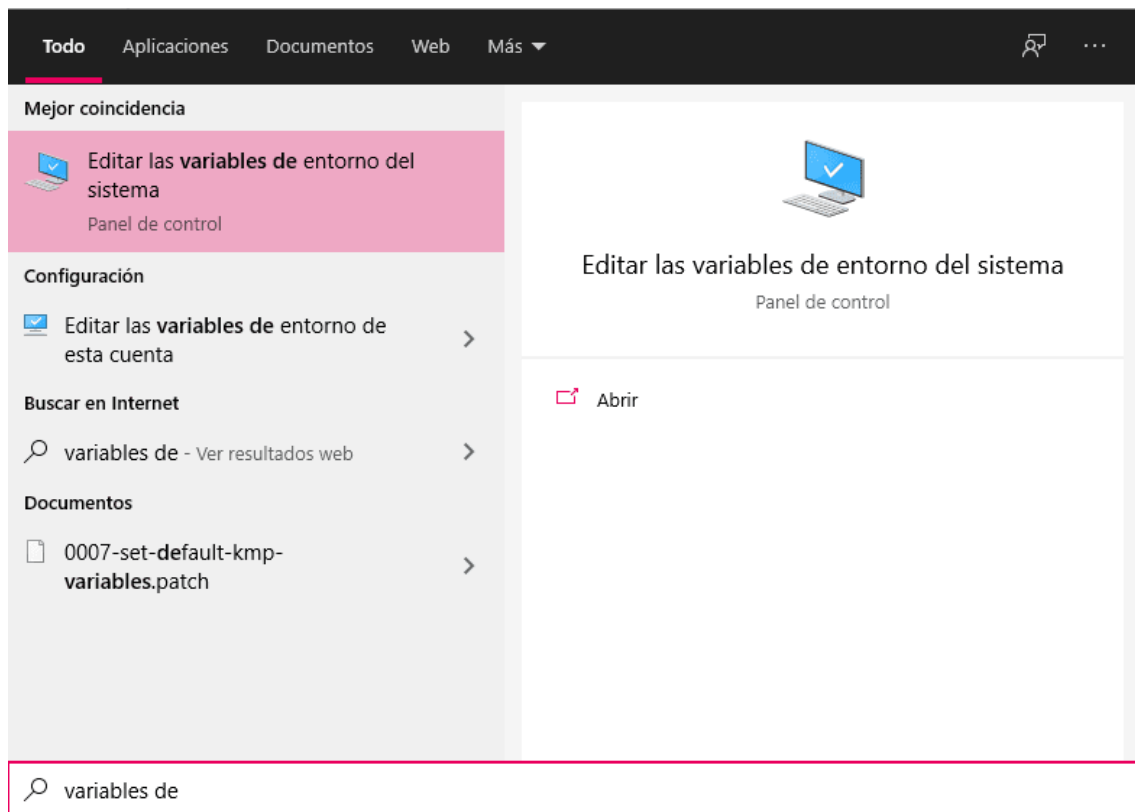 Todo Aplicaciones Documentos Web Más
Mejor coincidencia
Editar las variables de entorno del
sistema
Panel de control
Configuración
Editar las variables de entorno de
esta cuenta
Buscar en Internet
variables de - Ver resultados web
Documentos
0007-set-default-kmp-
variables.patch
Editar las variables de entorno del sistema
Panel de control
Abrir
variables de